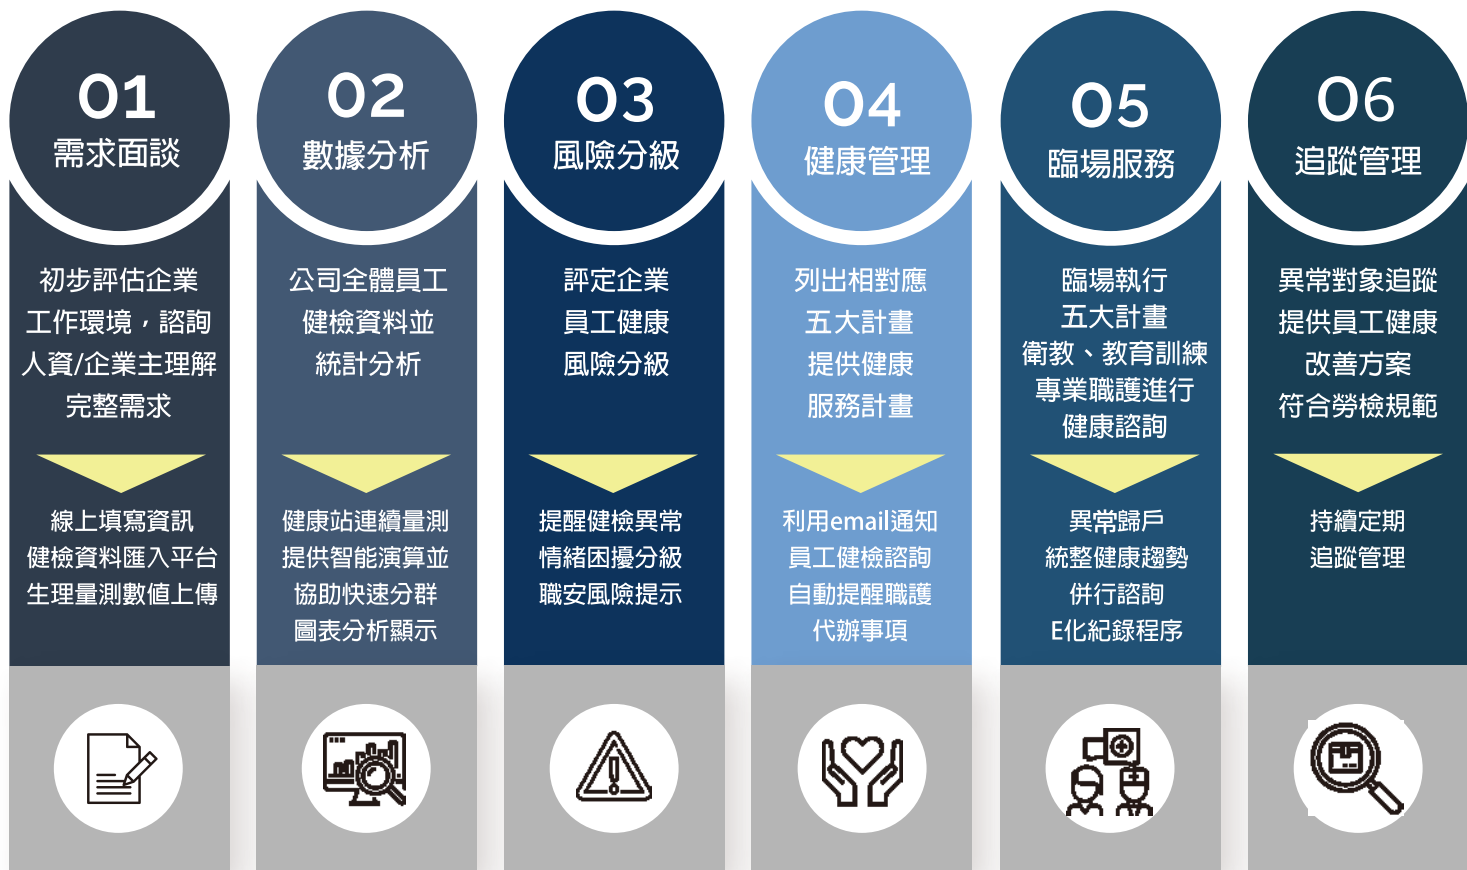 01
需求面談
初步評估企業
工作環境，諮詢
人資/企業主理解
完整需求
線上填寫資訊
健檢資料匯入平台
生理量測數值上傳
02
數據分析
公司全體員工
健檢資料並
統計分析
健康站連續量測
提供智能演算並
協助快速分群
圖表分析顯示
03
風險分級
評定企業
員工健康
風險分級
提醒健檢異常
情緒困擾分級
職安風險提示
04
健康管理
列出相對應
五大計畫
提供健康
服務計畫
利用email通知
員工健檢諮詢
自動提醒職護
代辦事項
05
臨場服務
臨場執行
五大計畫
衛教、教育訓練
專業職護進行
健康諮詢
異常歸戶
統整健康趨勢
併行諮詢
E化紀錄程序
06
追蹤管理
異常對象追蹤
提供員工健康
改善方案
符合勞檢規範
持續定期
追蹤管理